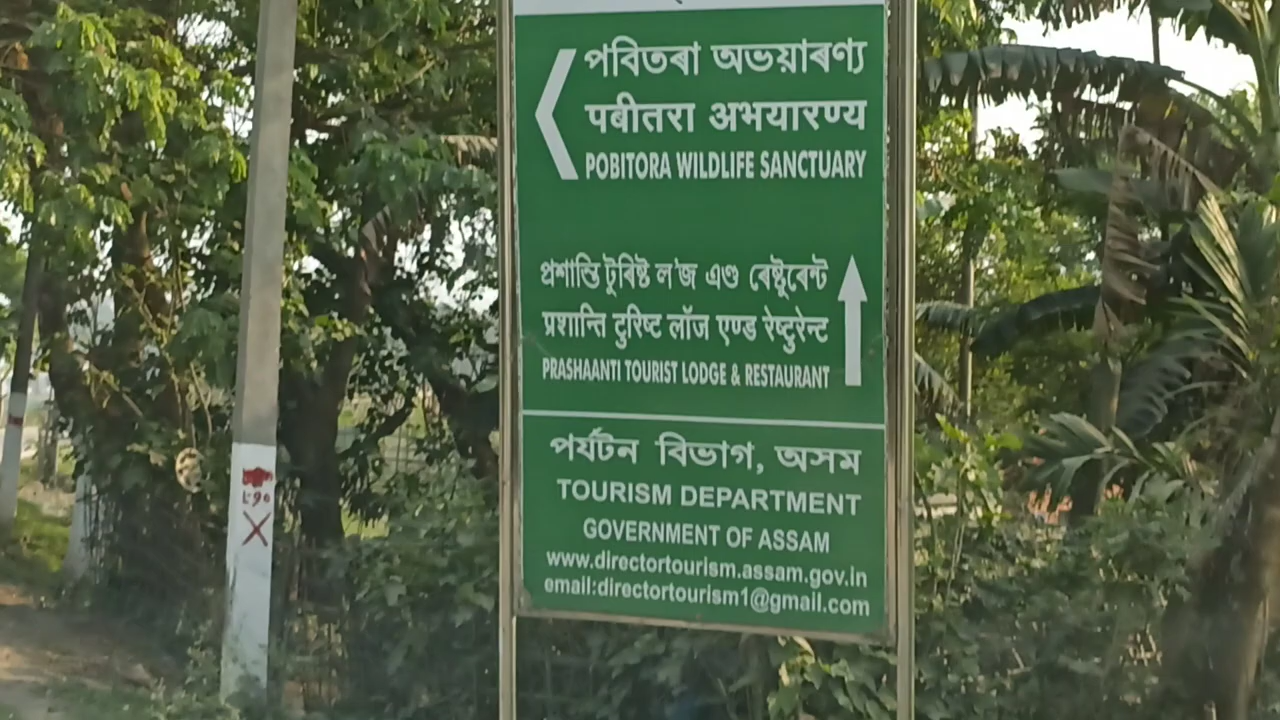 পবিতৰা অভয়াৰণ্য
पबीतरा अभयारण्य
POBITORA WILDLIFE SANCTUARY
প্ৰশান্তি টুৰিষ্ট ল'জ এণ্ড ৰেষ্টুৰেন্ট
प्रशान्ति टुरिष्ट लॉज एण्ड रेष्टुरेन्ट
PRASHAANTI TOURIST LODGE & RESTAURANT
পৰ্যটন বিভাগ, অসম
TOURISM DEPARTMENT
GOVERNMENT OF ASSAM
www.directortourism.assam.gov.in
email:directortourism1@gmail.com